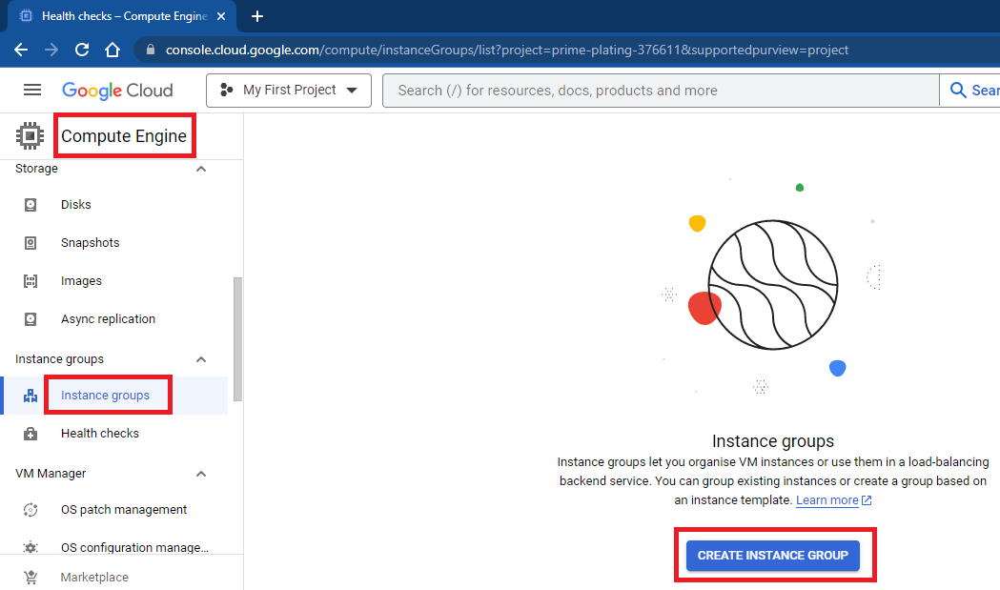 Health checks – Compute Engine
console.cloud.google.com/compute/instanceGroups/list?project=prime-plating-376611&supportedpurview=project
Google Cloud
My First Project
Search (/) for resources, docs, products and more
Sear
Compute Engine
Storage
Disks
Snapshots
Images
Async replication
Instance groups
Instance groups
Health checks
VM Manager
OS patch management
OS configuration manage...
Marketplace
Instance groups
Instance groups let you organise VM instances or use them in a load-balancing
backend service. You can group existing instances or create a group based on
an instance template. Learn more
CREATE INSTANCE GROUP